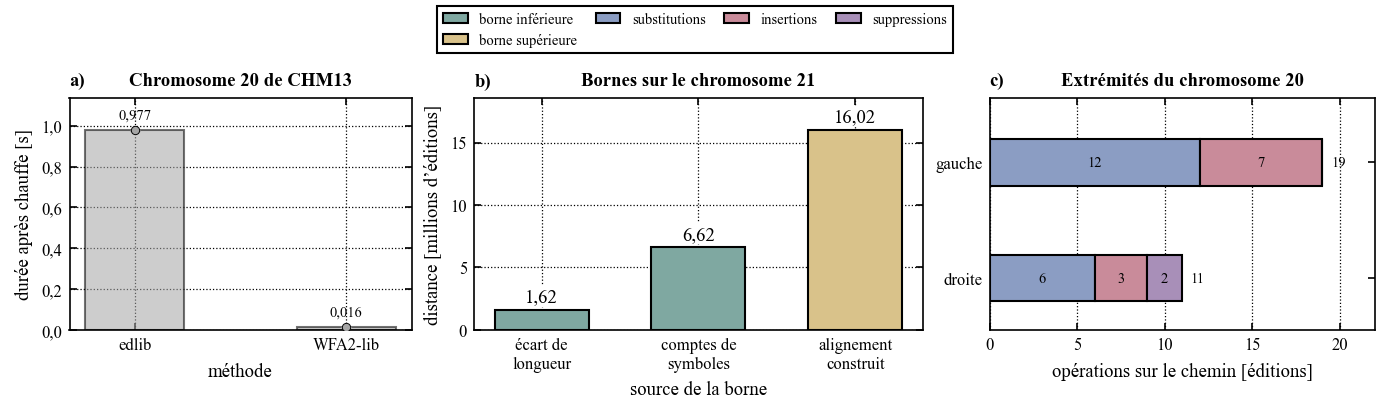 borne inférieure
substitutions
insertions
suppressions
borne supérieure
a)
Chromosome 20 de CHM13
durée après chauffe [s]
1,0
0,8
0,6
0,4
0,2
0,0
0,977
0,016
edlib
WFA2-lib
méthode
b)
Bornes sur le chromosome 21
distance [millions d’éditions]
15
10
5
0
1,62
6,62
16,02
écart de
longueur
comptes de
symboles
alignement
construit
source de la borne
c)
Extrémités du chromosome 20
gauche
12
7
19
droite
6
3
2
11
0
5
10
15
20
opérations sur le chemin [éditions]